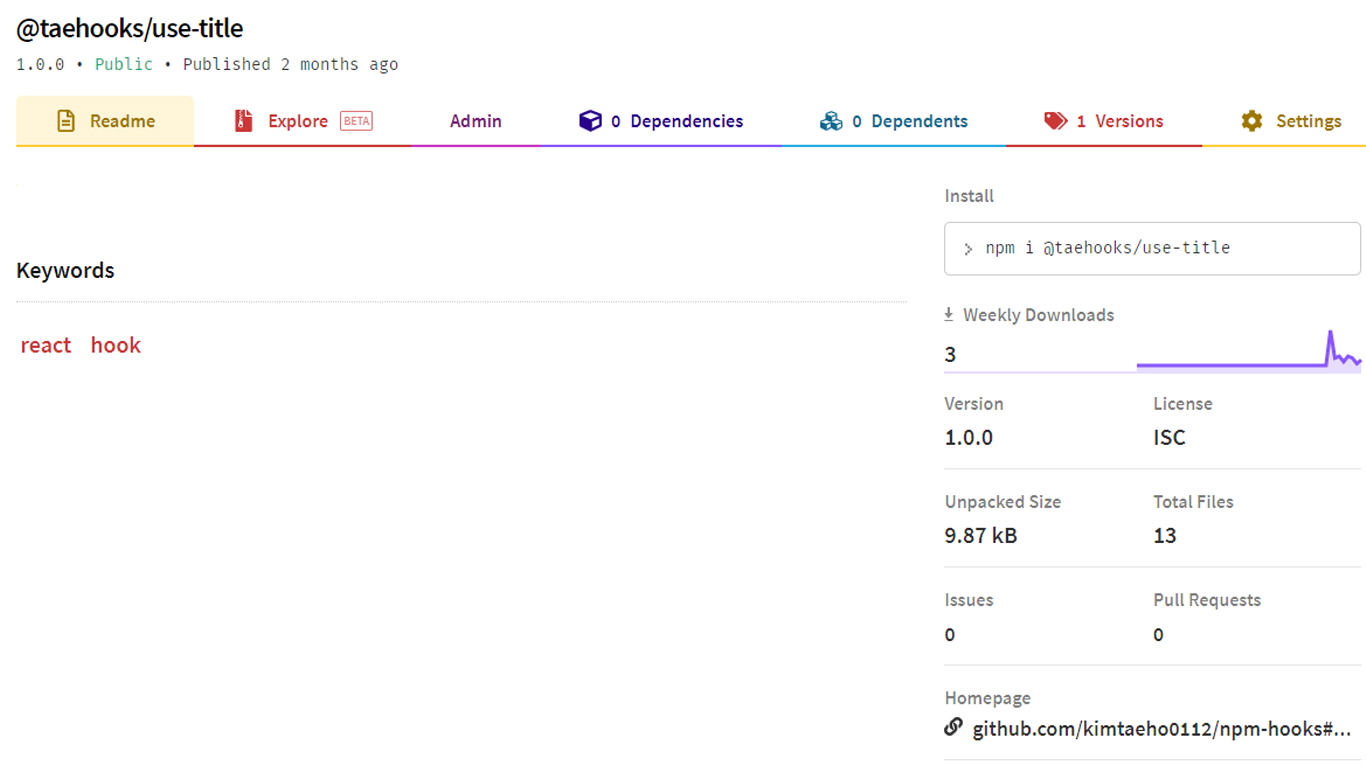 @taehooks/use-title
1.0.0 • Public • Published 2 months ago
Readme
Explore BETA
Admin
0 Dependencies
0 Dependents
1 Versions
Settings
Keywords
react hook
Install
> npm i @taehooks/use-title
Weekly Downloads
3
Version
License
1.0.0
ISC
Unpacked Size
Total Files
9.87 kB
13
Issues
Pull Requests
0
0
Homepage
github.com/kimtaeho0112/npm-hooks#...